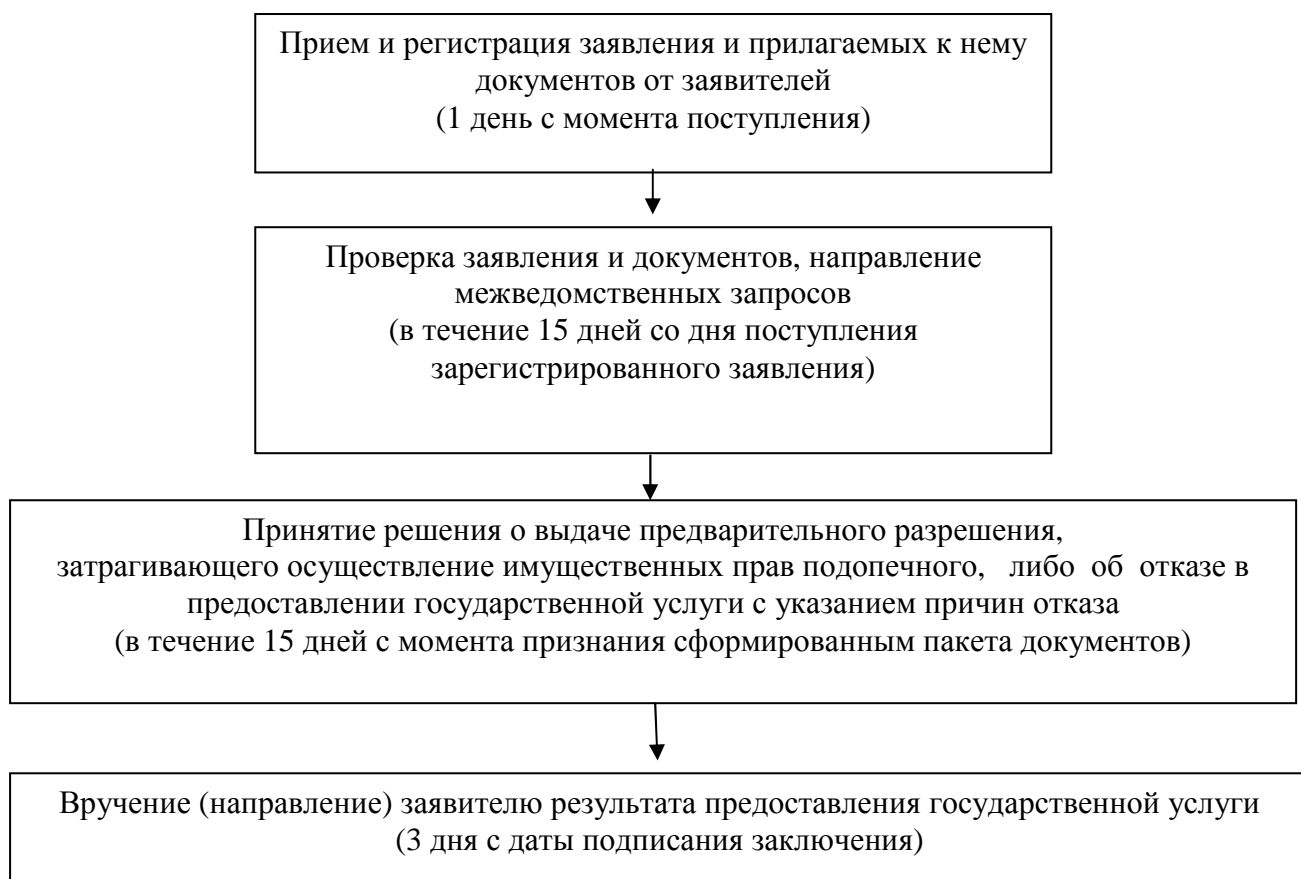 Прием и регистрация заявления и прилагаемых к нему
документов от заявителей
(1 день с момента поступления)
Проверка заявления и документов, направление
межведомственных запросов
(в течение 15 дней со дня поступления
зарегистрированного заявления)
Принятие решения о выдаче предварительного разрешения,
затрагивающего осуществление имущественных прав подопечного, либо об отказе в
предоставлении государственной услуги с указанием причин отказа
(в течение 15 дней с момента признания сформированным пакета документов)
Вручение (направление) заявителю результата предоставления государственной услуги
(3 дня с даты подписания заключения)